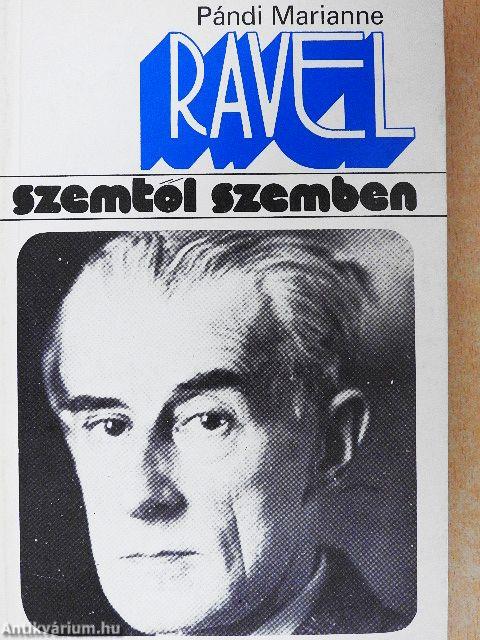 Pándi Marianne
RAVEL
szemtől szemben
Antikvárium.hu